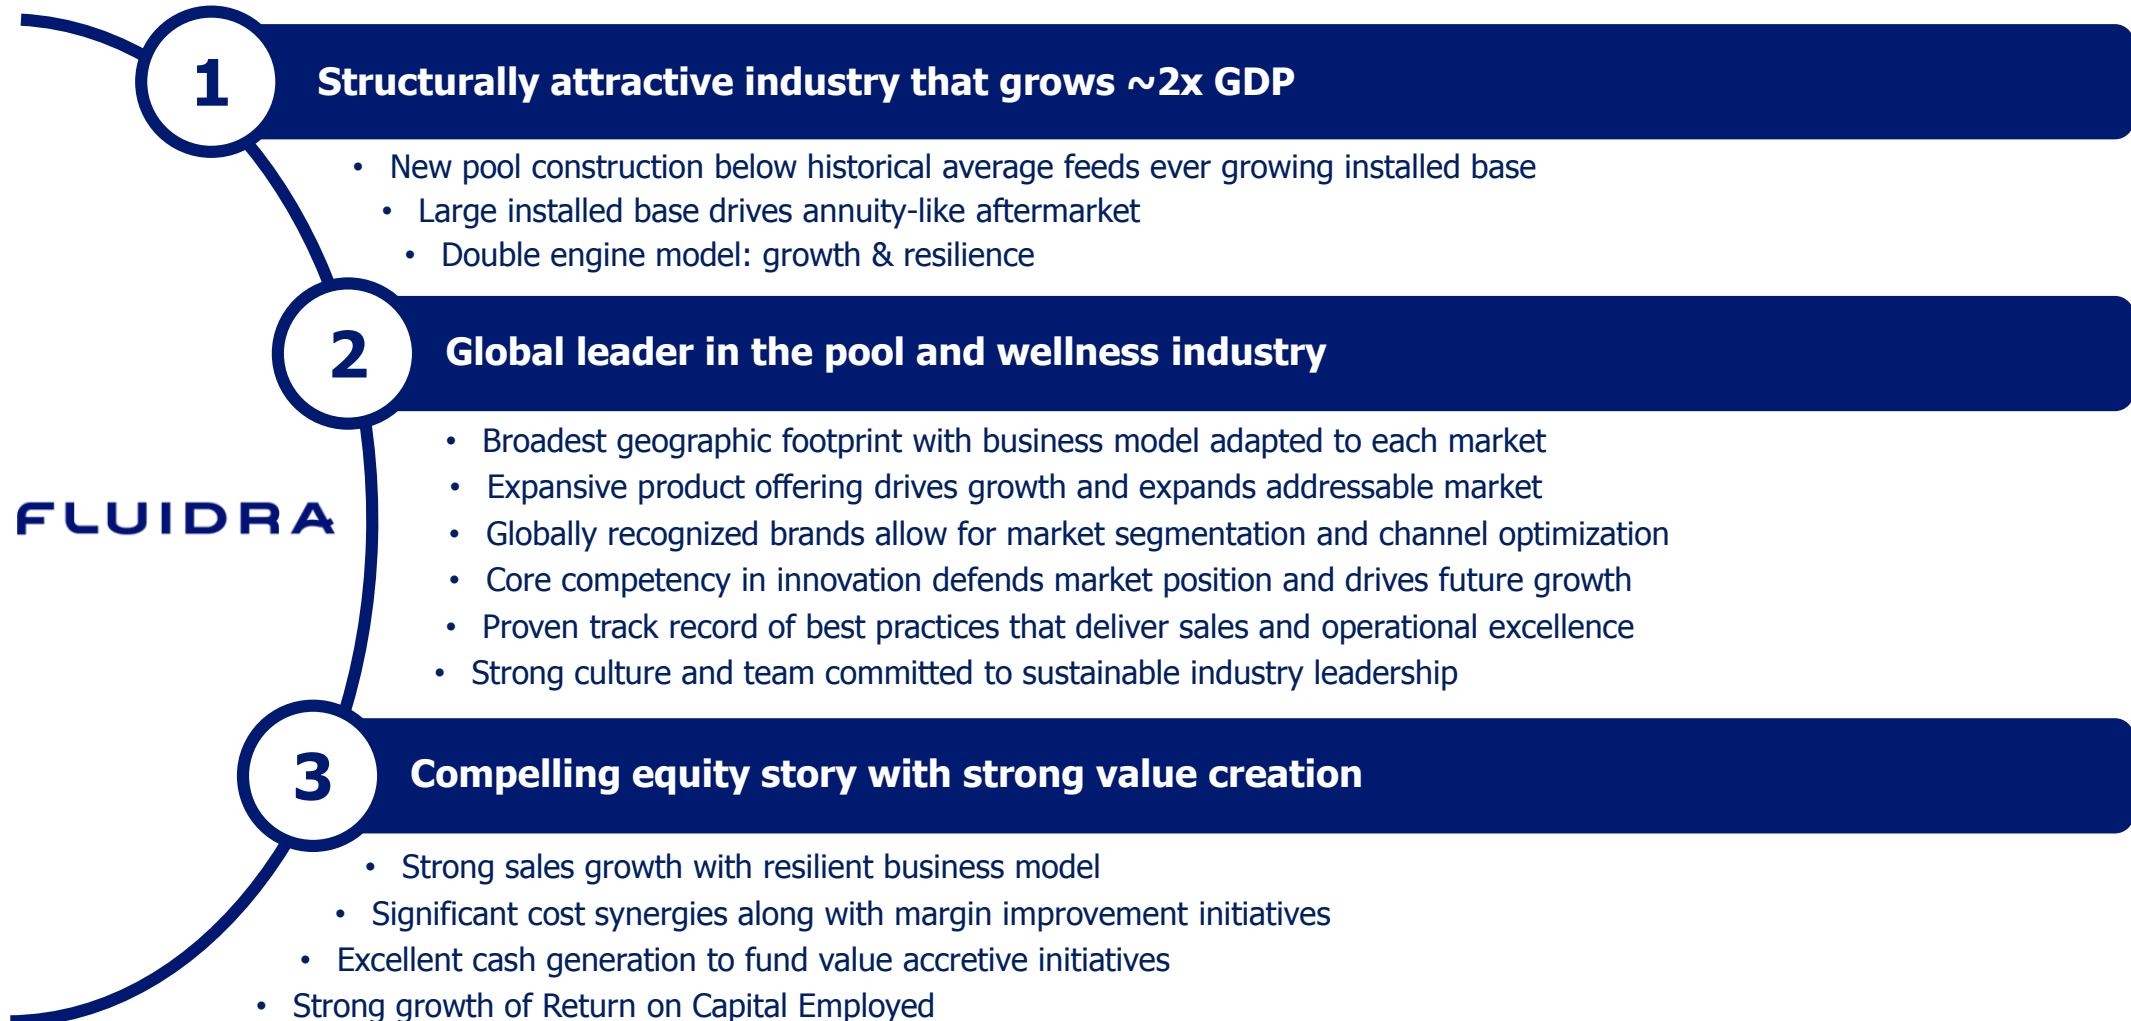 1
Structurally attractive industry that grows ~2x GDP
• New pool construction below historical average feeds ever growing installed base
• Large installed base drives annuity-like aftermarket
• Double engine model: growth & resilience
2
Global leader in the pool and wellness industry
• Broadest geographic footprint with business model adapted to each market
• Expansive product offering drives growth and expands addressable market
FLUIDRA
• Globally recognized brands allow for market segmentation and channel optimization
• Core competency in innovation defends market position and drives future growth
• Proven track record of best practices that deliver sales and operational excellence
• Strong culture and team committed to sustainable industry leadership
3
Compelling equity story with strong value creation
• Strong sales growth with resilient business model
• Significant cost synergies along with margin improvement initiatives
• Excellent cash generation to fund value accretive initiatives
• Strong growth of Return on Capital Employed